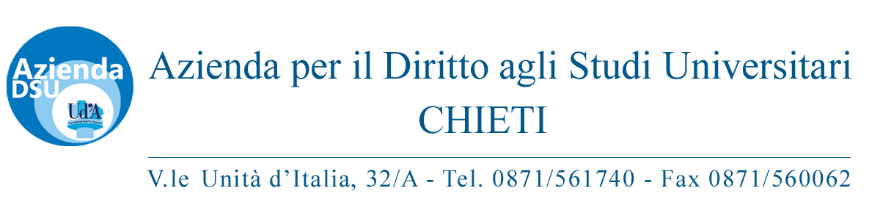 Azienda
DSU
Ud'A
Azienda per il Diritto agli Studi Universitari
CHIETI
V.le Unità d’Italia, 32/A - Tel. 0871/561740 - Fax 0871/560062